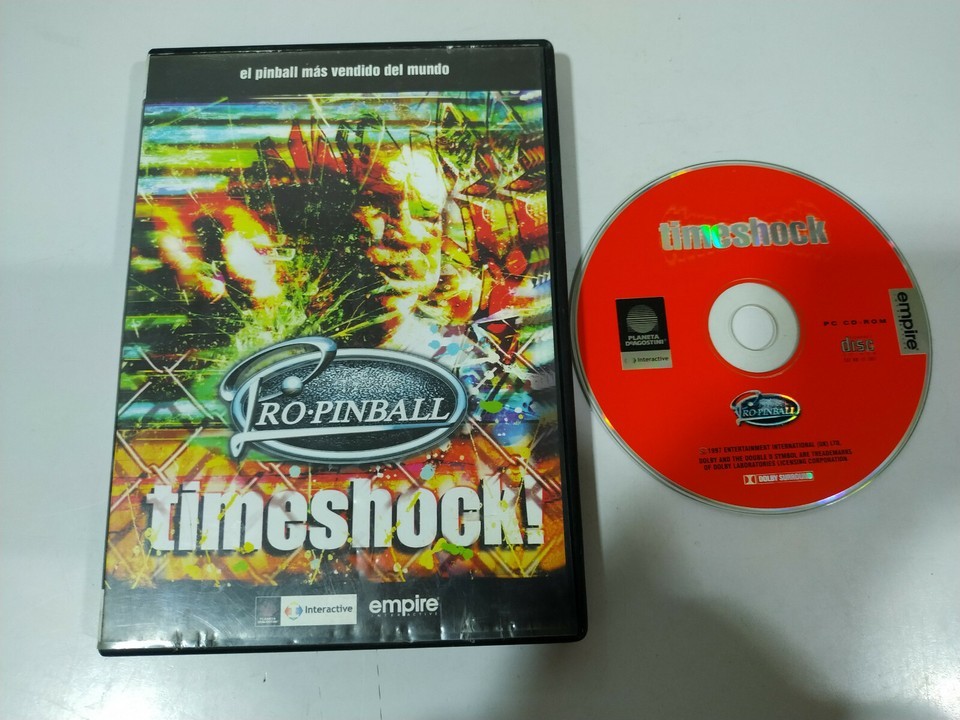 el pinball más vendido del mundo
PRO·PINBALL
timeshock!
Interactive
empire
INTERACTIVE
timeshock
PLANETA
DeAGOSTINI
interactive
PC CD-ROM
empire
disc
PRO·PINBALL
©1997 ENTERTAINMENT INTERNATIONAL (UK) LTD.
DOLBY AND THE DOUBLE D SYMBOL ARE TRADEMARKS
OF DOLBY LABORATORIES LICENSING CORPORATION.
DOLBY SURROUND